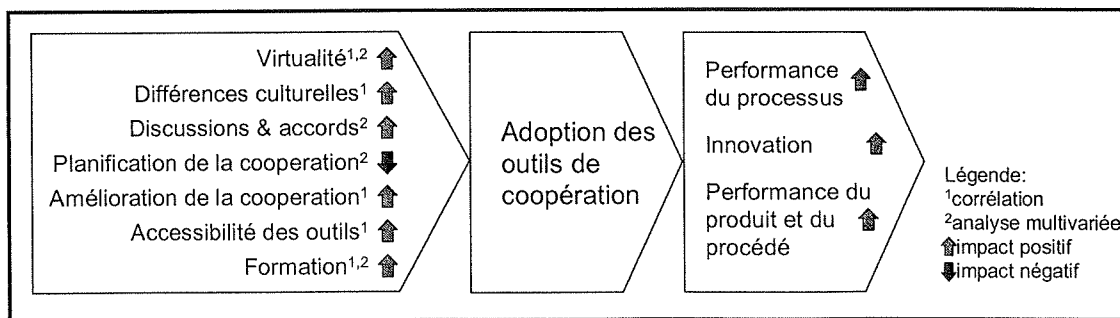 Virtualité1,2
Différences culturelles1
Discussions & accords2
Planification de la cooperation2
Amélioration de la cooperation1
Accessibilité des outils1
Formation1,2
Adoption des
outils de
coopération
Performance
du processus
Innovation
Performance du
produit et du
procédé
Légende:
1corrélation
2analyse multivariée
impact positif
impact négatif